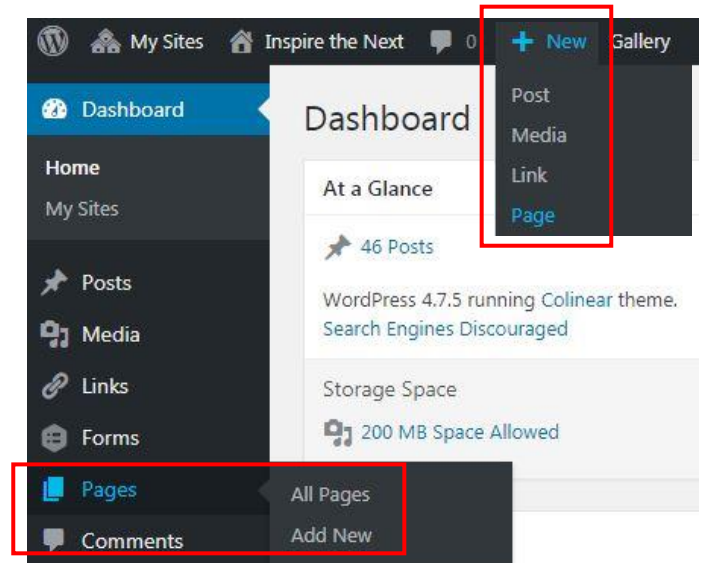 My Sites Inspire the Next 0 + New Gallery
Post
Media
Link
Page
Dashboard
Home
My Sites
Posts
Media
Links
Forms
Pages
All Pages
Add New
Comments
Dashboard
At a Glance
46 Posts
WordPress 4.7.5 running Colinear theme.
Search Engines Discouraged
Storage Space
200 MB Space Allowed